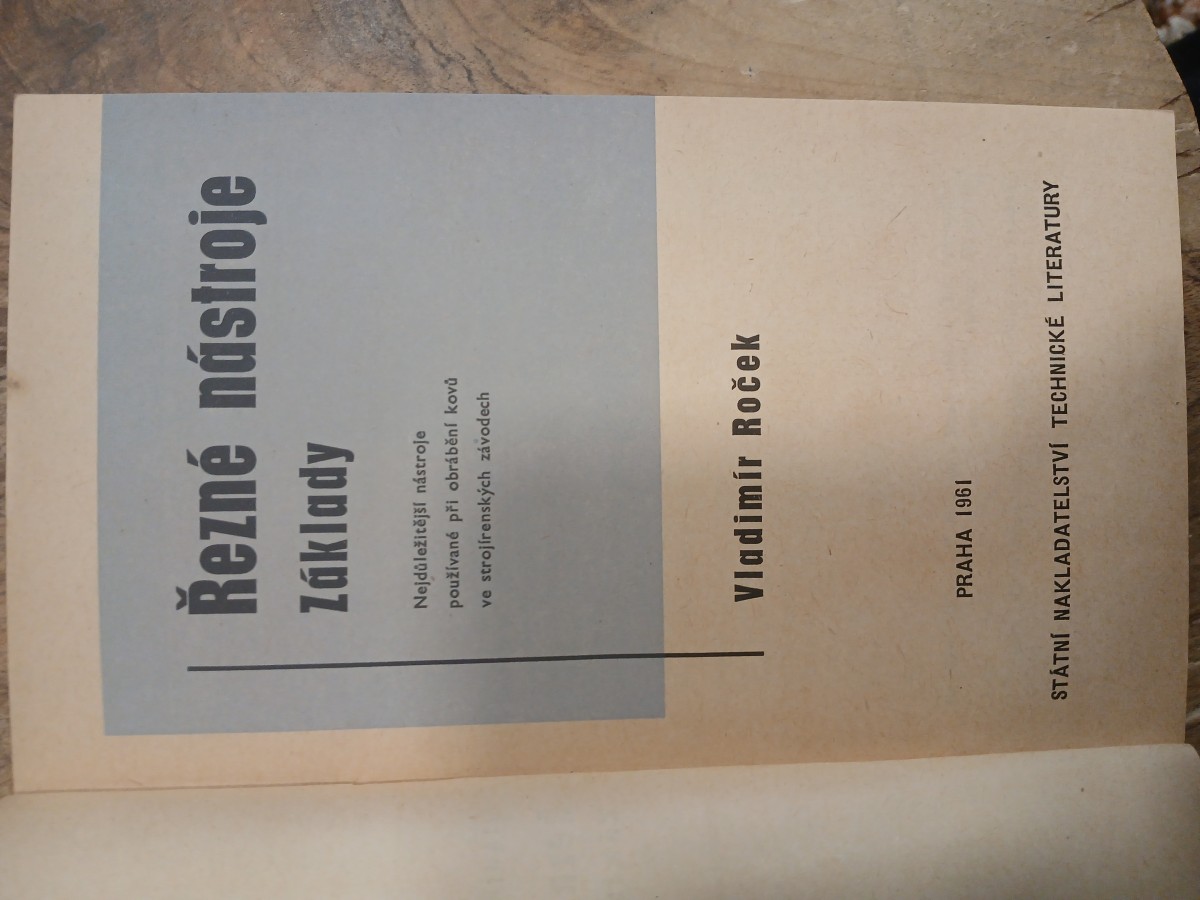 Řezné nástroje
Základy
Nejdůležitější nástroje
používané při obrábění kovů
ve strojírenských závodech
Vladimír Roček
PRAHA 1961
STÁTNÍ NAKLADATELSTVÍ TECHNICKÉ LITERATURY